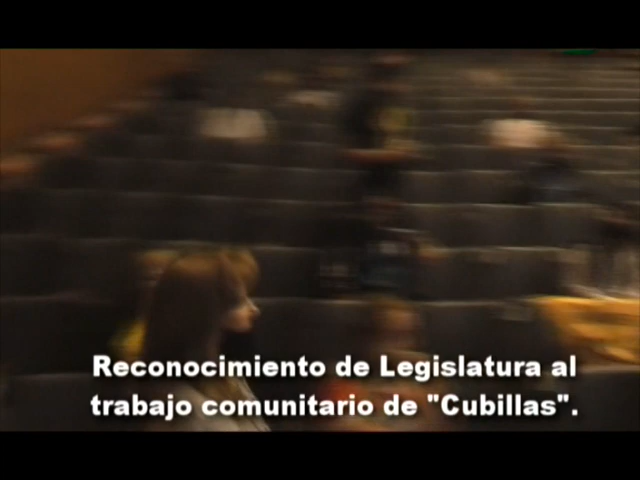 Reconocimiento de Legislatura al
trabajo comunitario de "Cubillas".